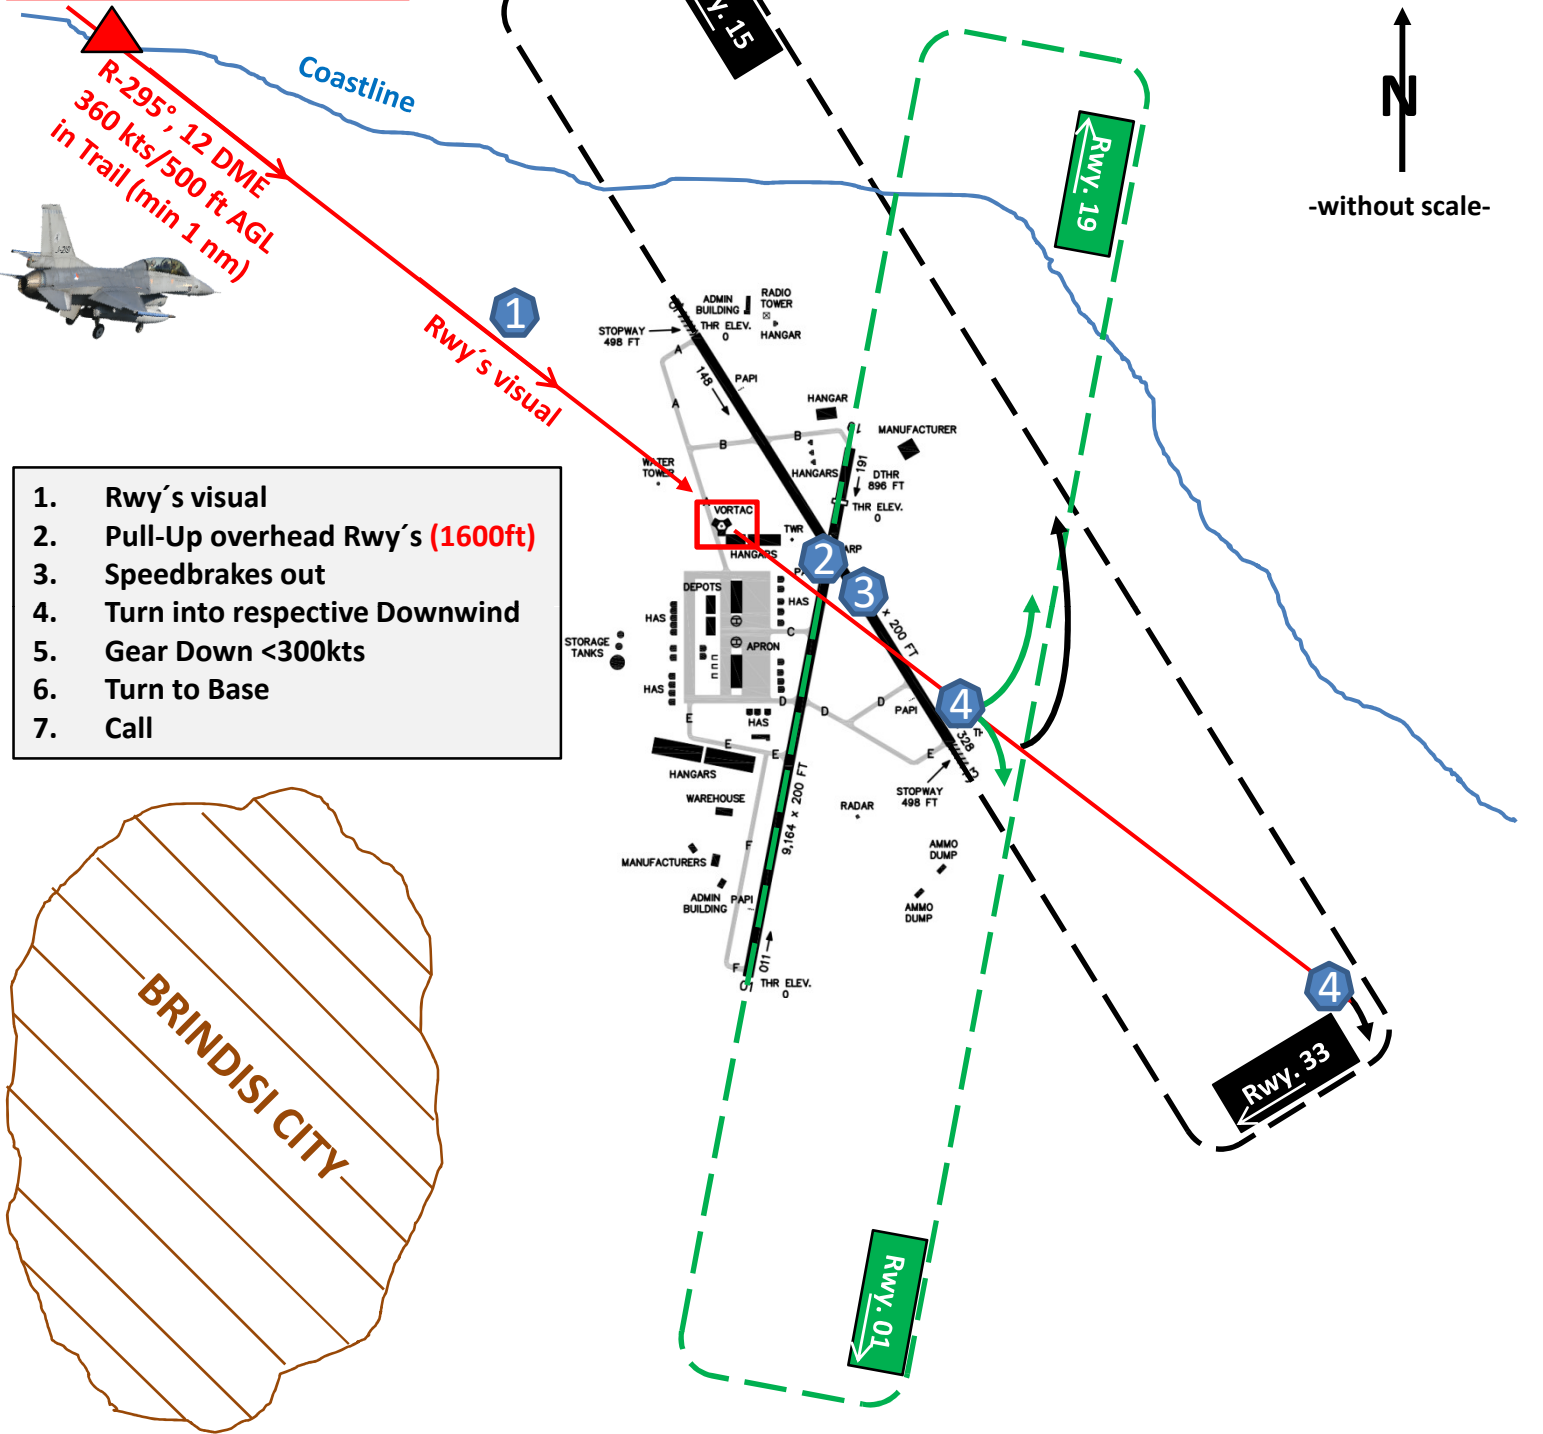 y. 15
N
-without scale-
Coastline
R-295°, 12 DME
360 kts/500 ft AGL
in Trail (min 1 nm)
Rwy. 19
1
Rwy´s visual
ADMIN
BUILDING
RADIO
TOWER
HANGAR
STOPWAY
498 FT
THR ELEV.
0
A
148
PAPI
A
HANGAR
B
B
MANUFACTURER
191
WATER
TOWER
HANGARS
DTHR
896 FT
THR ELEV.
0
A
VORTAC
TWR
HANGARS
2
ARP
3
1. Rwy´s visual
2. Pull-Up overhead Rwy´s (1600ft)
3. Speedbrakes out
4. Turn into respective Downwind
5. Gear Down <300kts
6. Turn to Base
7. Call
DEPOTS
HAS
HAS
x 200 FT
STORAGE
TANKS
H
H
APRON
C
HAS
D
D
D
PAPI
4
HAS
E
E
E
E
328
HANGARS
STOPWAY
498 FT
WAREHOUSE
RADAR
9,164 x 200 FT
F
MANUFACTURERS
AMMO
DUMP
ADMIN
BUILDING
PAPI
AMMO
DUMP
011
F
01
THR ELEV.
0
4
Rwy. 33
BRINDISI CITY
Rwy. 01